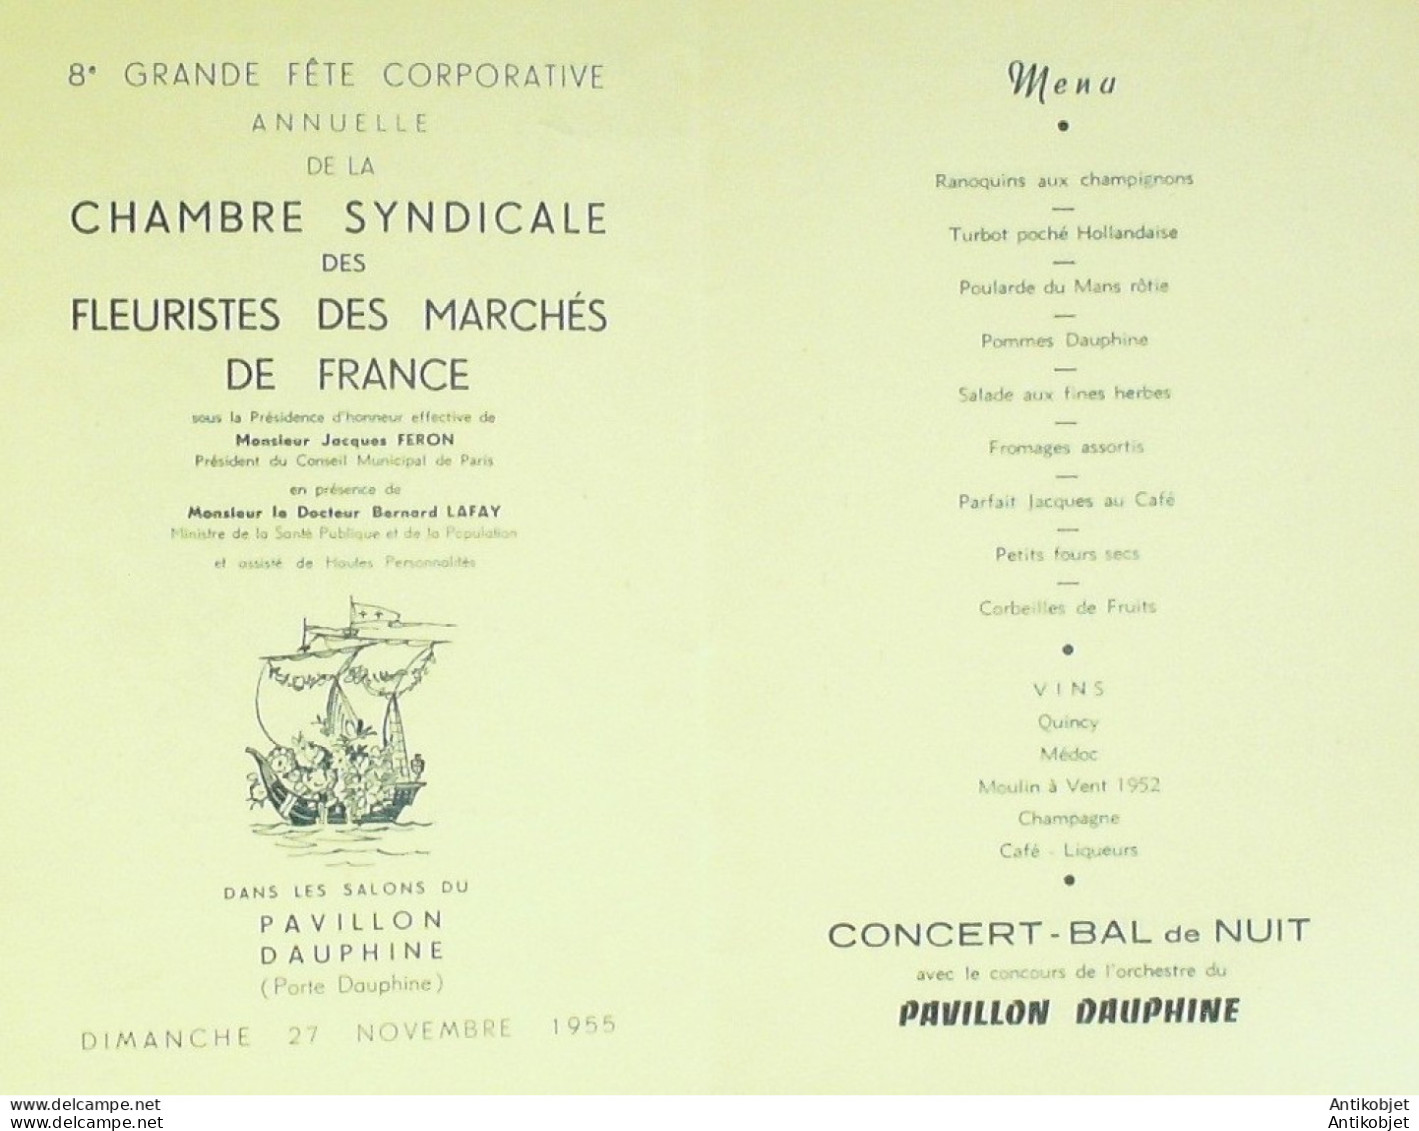 8e GRANDE FÊTE CORPORATIVE
ANNUELLE
DE LA
CHAMBRE SYNDICALE
DES
FLEURISTES DES MARCHÉS
DE FRANCE
sous la Présidence d'honneur effective de
Monsieur Jacques FERON
Président du Conseil Municipal de Paris
en présence de
Monsieur le Docteur Bernard LAFAY
Ministre de la Santé Publique et de la Population
et assisté de Hautes Personnalités
DANS LES SALONS DU
PAVILLON
DAUPHINE
(Porte Dauphine)
DIMANCHE 27 NOVEMBRE 1955
Menu
Ranoquins aux champignons
Turbot poché Hollandaise
Poularde du Mans rôtie
Pommes Dauphine
Salade aux fines herbes
Fromages assortis
Parfait Jacques au Café
Petits fours secs
Corbeilles de Fruits
VINS
Quincy
Médoc
Moulin à Vent 1952
Champagne
Café - Liqueurs
CONCERT - BAL de NUIT
avec le concours de l'orchestre du
PAVILLON DAUPHINE
www.delcampe.net
www.delcampe.net
Antikobjet
Antikobjet